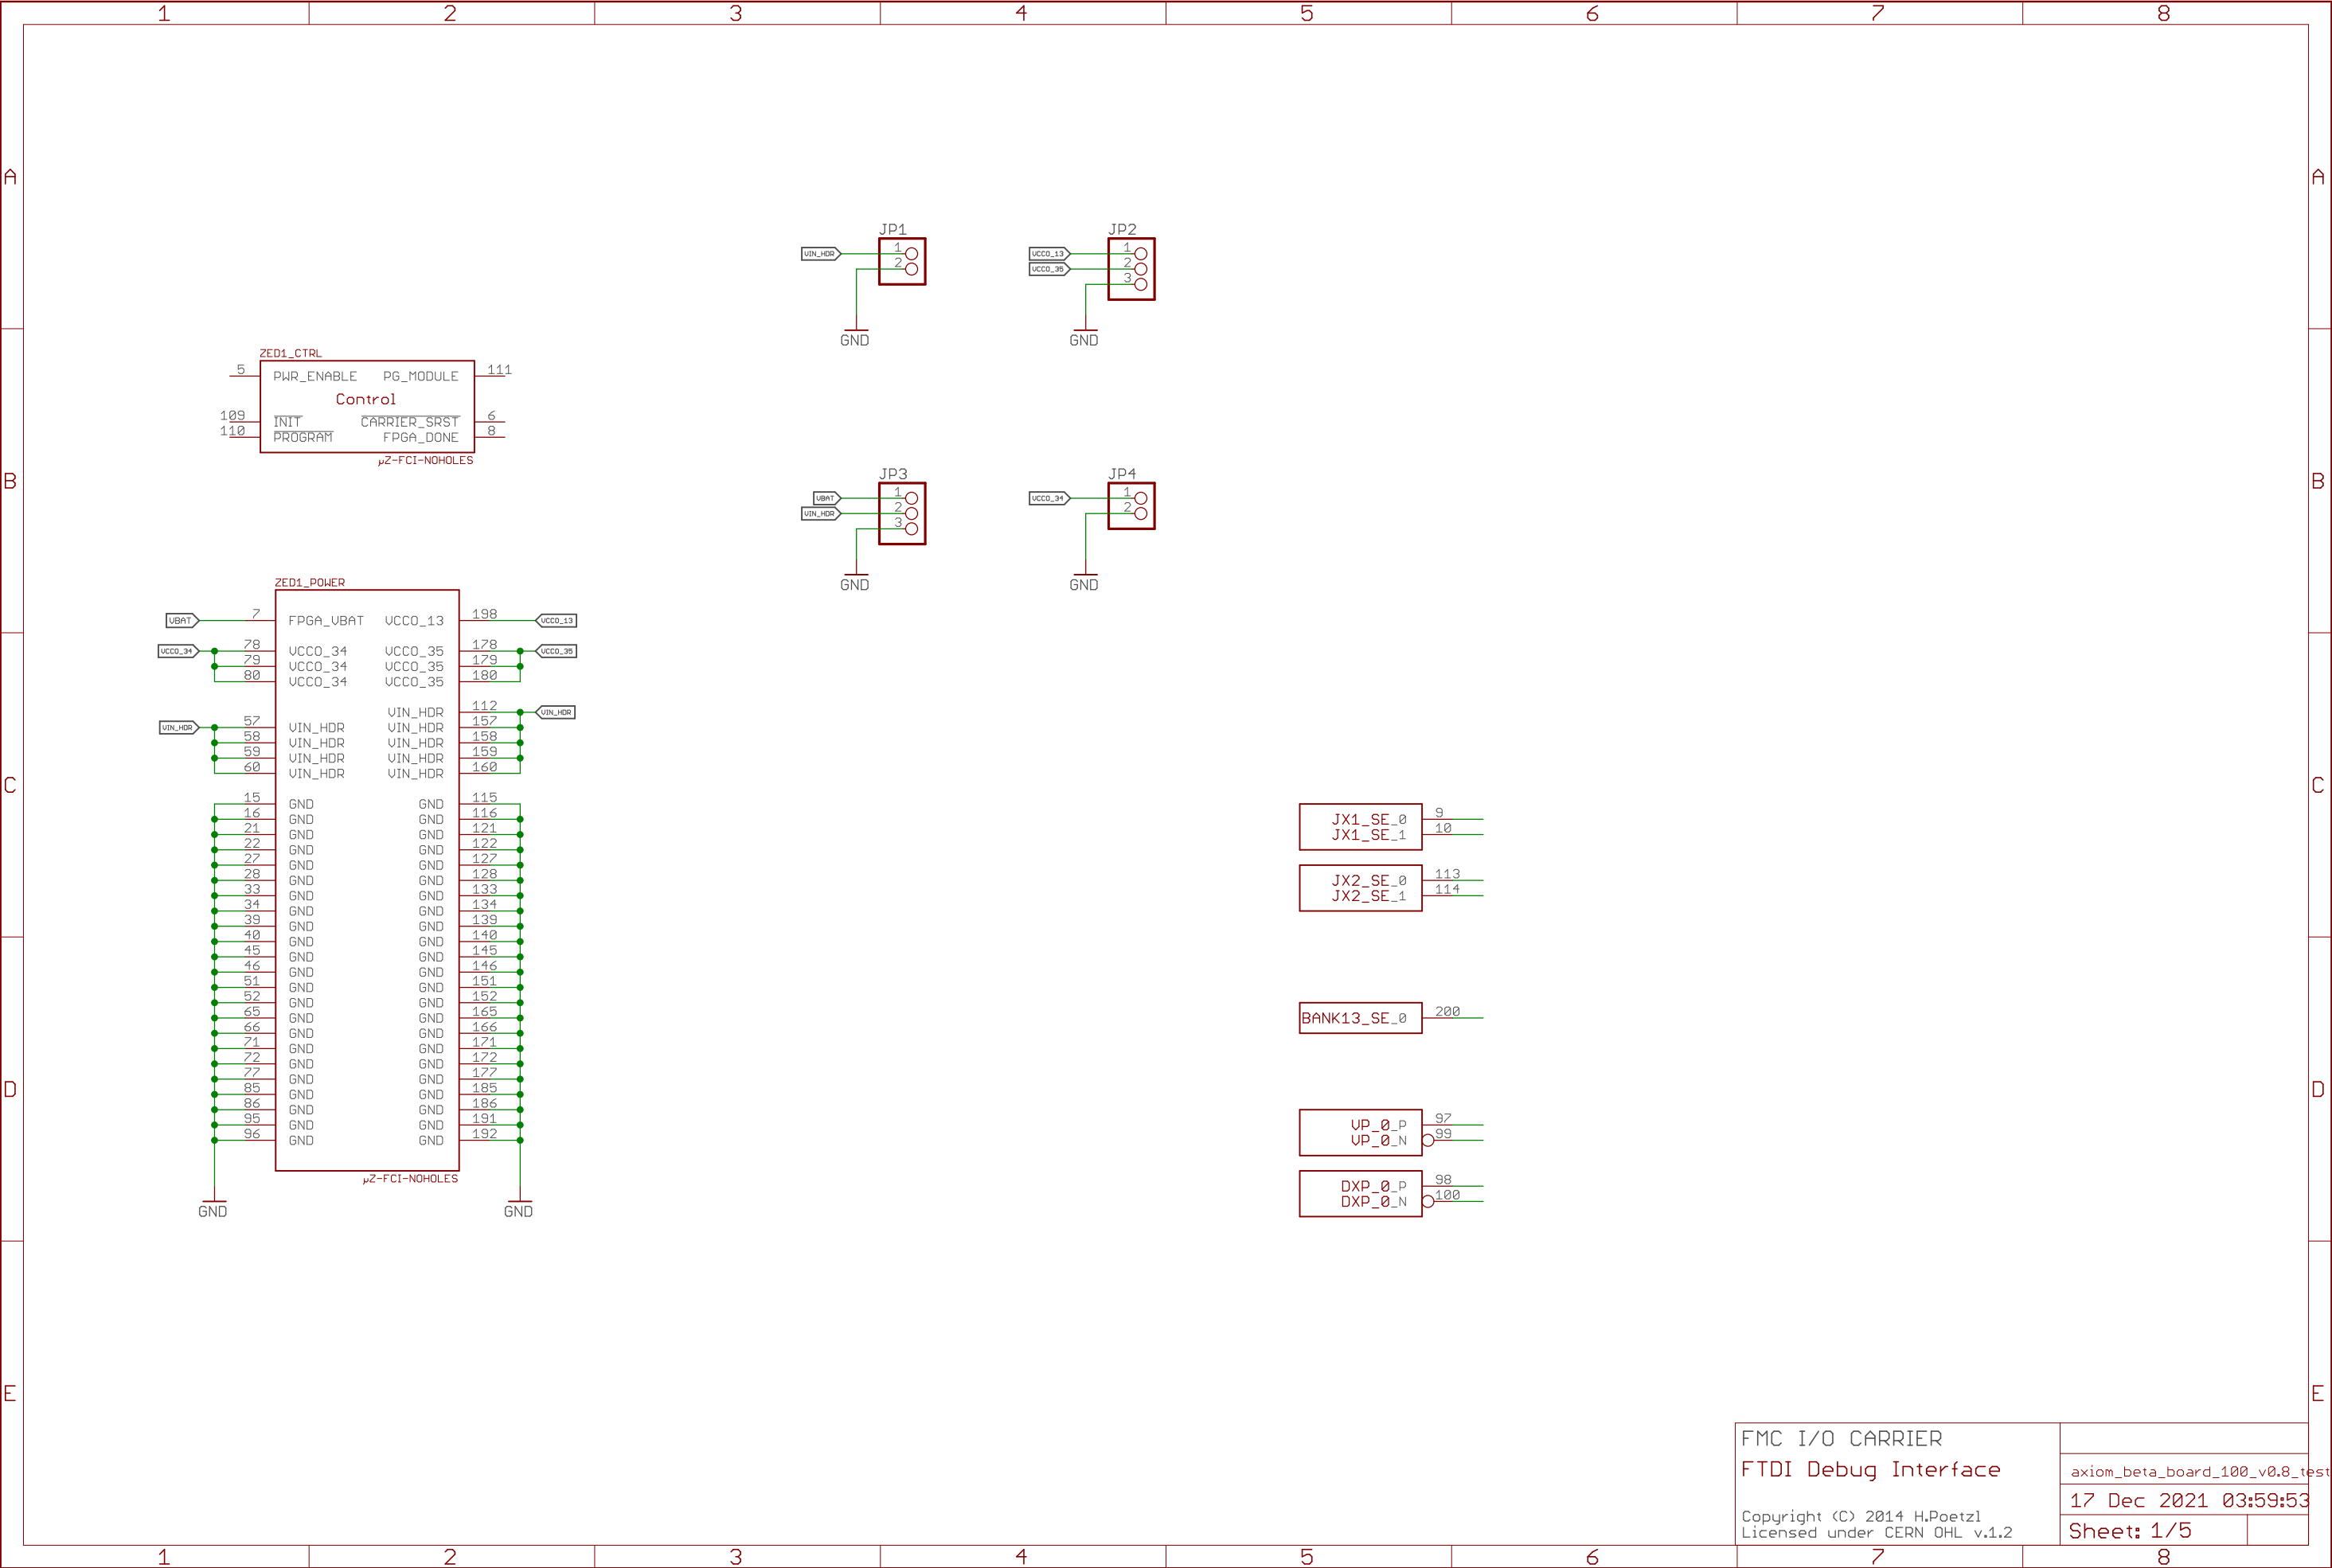 1 2 3 4 5 6 7 8
A A
JP1
VIN_HDR 1
2
GND
JP2
VCCO_13 1
VCCO_35 2
3
GND
ZED1_CTRL
5 PWR_ENABLE PG_MODULE 111
Control
109 INIT CARRIER_SRST 6
110 PROGRAM FPGA_DONE 8
µZ-FCI-NOHOLES
B B
JP3
VBAT 1
VIN_HDR 2
3
GND
JP4
VCCO_34 1
2
GND
ZED1_POWER
VBAT 7 FPGA_VBAT VCCO_13 198 VCCO_13
VCCO_34 78 VCCO_34 VCCO_35 178 VCCO_35
79 VCCO_34 VCCO_35 179
80 VCCO_34 VCCO_35 180
VIN_HDR 112 VIN_HDR
VIN_HDR 57 VIN_HDR VIN_HDR 157
58 VIN_HDR VIN_HDR 158
59 VIN_HDR VIN_HDR 159
60 VIN_HDR VIN_HDR 160
C C
15 GND GND 115
16 GND GND 116
21 GND GND 121
22 GND GND 122
27 GND GND 127
28 GND GND 128
33 GND GND 133
34 GND GND 134
39 GND GND 139
40 GND GND 140
45 GND GND 145
46 GND GND 146
51 GND GND 151
52 GND GND 152
65 GND GND 165
66 GND GND 166
71 GND GND 171
72 GND GND 172
77 GND GND 177
85 GND GND 185
86 GND GND 186
95 GND GND 191
96 GND GND 192
µZ-FCI-NOHOLES
GND GND
JX1_SE_0 9
JX1_SE_1 10
JX2_SE_0 113
JX2_SE_1 114
BANK13_SE_0 200
D D
VP_0_P 97
VP_0_N 99
DXP_0_P 98
DXP_0_N 100
E E
FMC I/O CARRIER
FTDI Debug Interface
Copyright (C) 2014 H.Poetzl
Licensed under CERN OHL v.1.2
axiom_beta_board_100_v0.8_test
17 Dec 2021 03:59:53
Sheet: 1/5
1 2 3 4 5 6 7 8